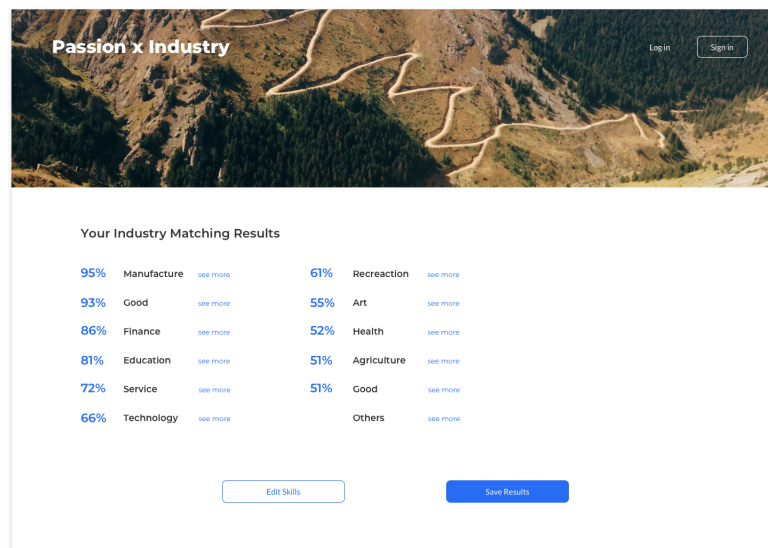 Passion x Industry
Log in
Sign in
Your Industry Matching Results
95% Manufacture see more
93% Good see more
86% Finance see more
81% Education see more
72% Service see more
66% Technology see more
61% Recreaction see more
55% Art see more
52% Health see more
51% Agriculture see more
51% Good see more
Others see more
Edit Skills
Save Results